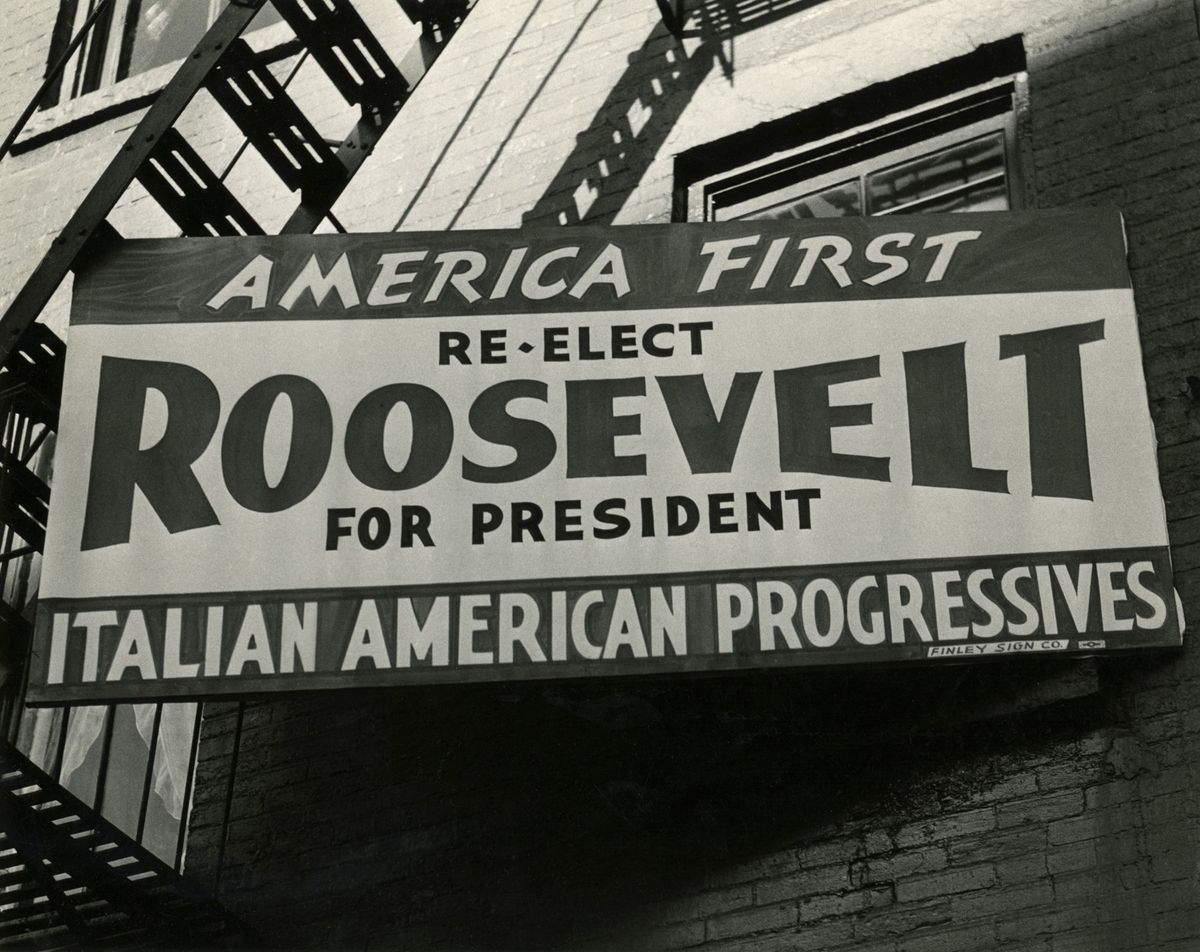 AMERICA FIRST
RE-ELECT
ROOSEVELT
FOR PRESIDENT
ITALIAN AMERICAN PROGRESSIVES
FINLEY SIGN CO.